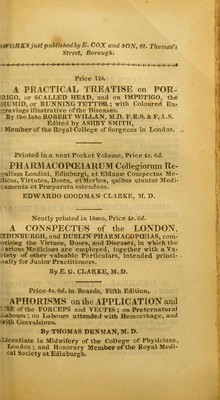 WORKS just published by E. COX and SON, St. Thomas's
Street, Borough.
Price 12s.
A PRACTICAL TREATISE on POR-
RIGO, or SCALLED HEAD, and on IMPETIGO, the
HUMID, or RUNNING TETTER; with Coloured En-
gravings illustrative of the Diseases.
By the late ROBERT WILLAN, M.D. F.R.S. & F.A.S.
Edited by ASHBY SMITH,
Member of the Royal College of Surgeons in London.
Printed in a neat Pocket Volume, Price 4s. 6d.
PHARMACOPŒIARUM Collegiorum Re-
galium Londini, Edinburgi, et Eblanæ Conspectus Me-
dicus, Virtutes, Doses, et Morbos, quibus utuntur Medi-
camenta et Præparata ostendens.
EDWARDO GOODMAN CLARKE, M. D.
Neatly printed in 18mo, Price 4s. 6d.
A CONSPECTUS of the LONDON,
EDINBURGH, and DUBLIN PHARMACOPŒIAS, com-
prising the Virtues, Doses, and Diseases, in which the
various Medicines are employed, together with a Va-
riety of other valuable Particulars, intended princi-
pally for Junior Practitioners.
By E. G. CLARKE, M.D.
Price 4s. 6d. in Boards, Fifth Edition,
APHORISMS on the APPLICATION and
USE of the FORCEPS and VECTIS; on Preternatural
Labours; on Labours attended with Hemorrhage, and
with Convulsions.
By THOMAS DENMAN, M. D.
Licentiate in Midwifery of the College of Physicians,
London; and Honorary Member of the Royal Medi-
cal Society at Edinburgh.